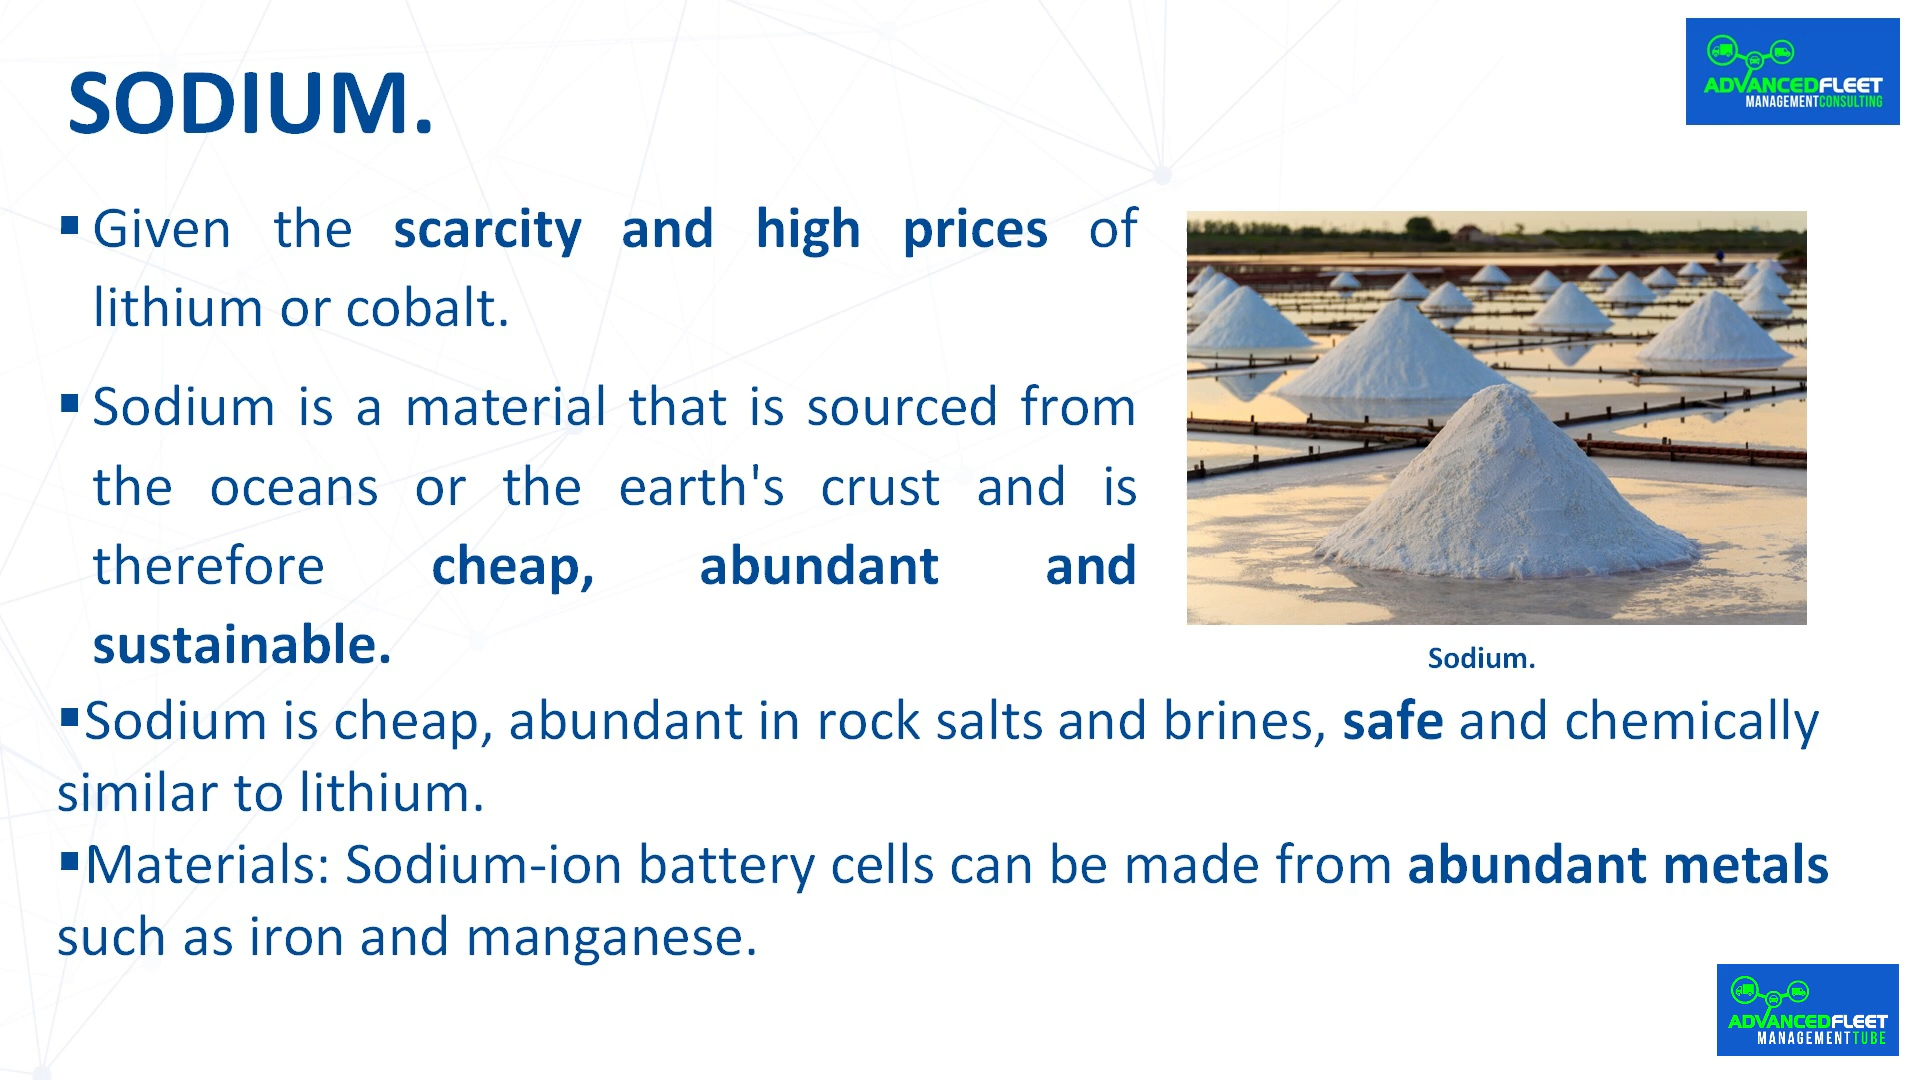 SODIUM.
ADVANCEDFLEET
MANAGEMENTCONSULTING
▪Given the scarcity and high prices of
lithium or cobalt.
▪Sodium is a material that is sourced from
the oceans or the earth's crust and is
therefore cheap, abundant and
sustainable.
Sodium.
▪Sodium is cheap, abundant in rock salts and brines, safe and chemically
similar to lithium.
▪Materials: Sodium-ion battery cells can be made from abundant metals
such as iron and manganese.
ADVANCEDFLEET
MANAGEMENTTUBE